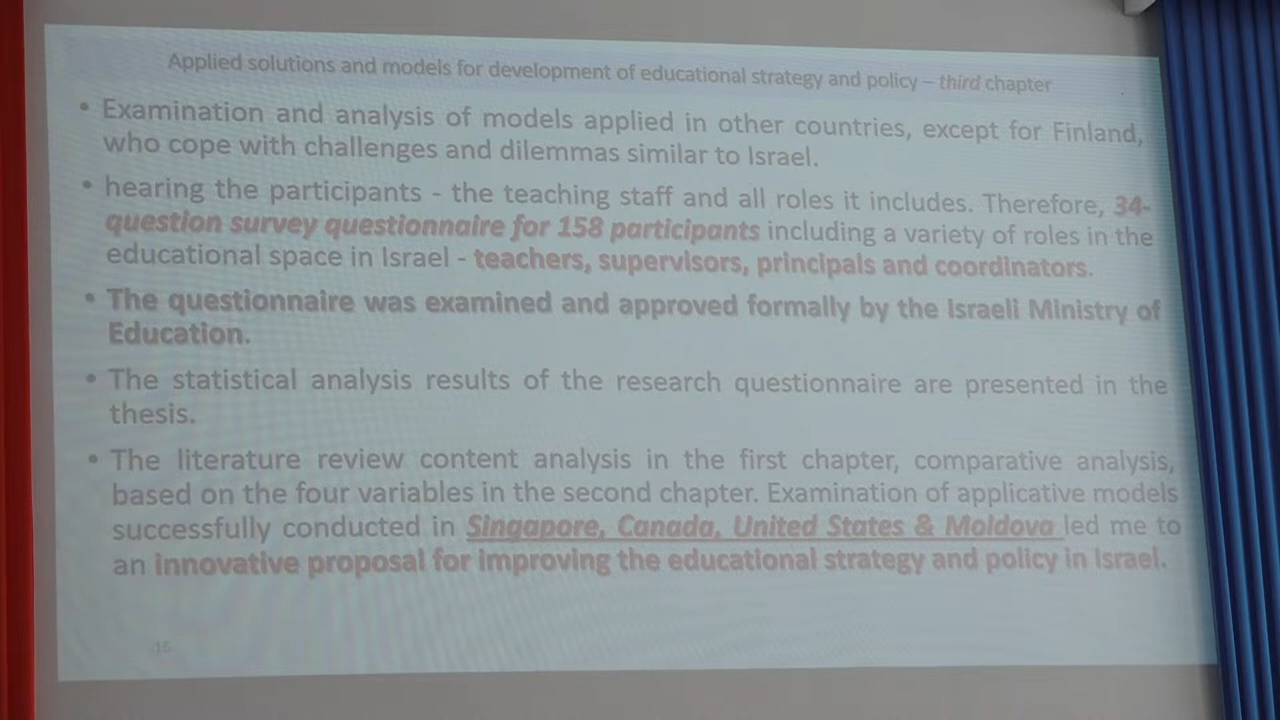 Applied solutions and models for development of educational strategy and policy – third chapter
• Examination and analysis of models applied in other countries, except for Finland,
who cope with challenges and dilemmas similar to Israel.
• hearing the participants - the teaching staff and all roles it includes. Therefore, 34-
question survey questionnaire for 158 participants including a variety of roles in the
educational space in Israel - teachers, supervisors, principals and coordinators.
• The questionnaire was examined and approved formally by the Israeli Ministry of
Education.
• The statistical analysis results of the research questionnaire are presented in the
thesis.
• The literature review content analysis in the first chapter, comparative analysis,
based on the four variables in the second chapter. Examination of applicative models
successfully conducted in Singapore, Canada, United States & Moldova led me to
an innovative proposal for improving the educational strategy and policy in Israel.
15